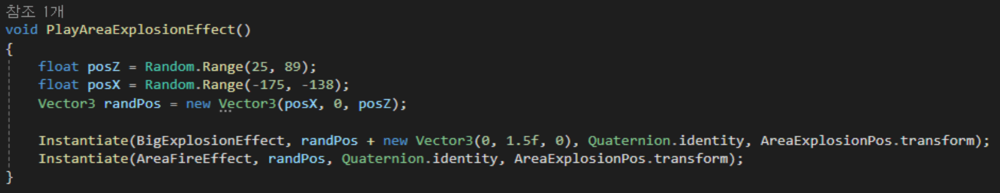 참조 1개
void PlayAreaExplosionEffect()
{
    float posZ = Random.Range(25, 89);
    float posX = Random.Range(-175, -138);
    Vector3 randPos = new Vector3(posX, 0, posZ);

    Instantiate(BigExplosionEffect, randPos + new Vector3(0, 1.5f, 0), Quaternion.identity, AreaExplosionPos.transform);
    Instantiate(AreaFireEffect, randPos, Quaternion.identity, AreaExplosionPos.transform);
}